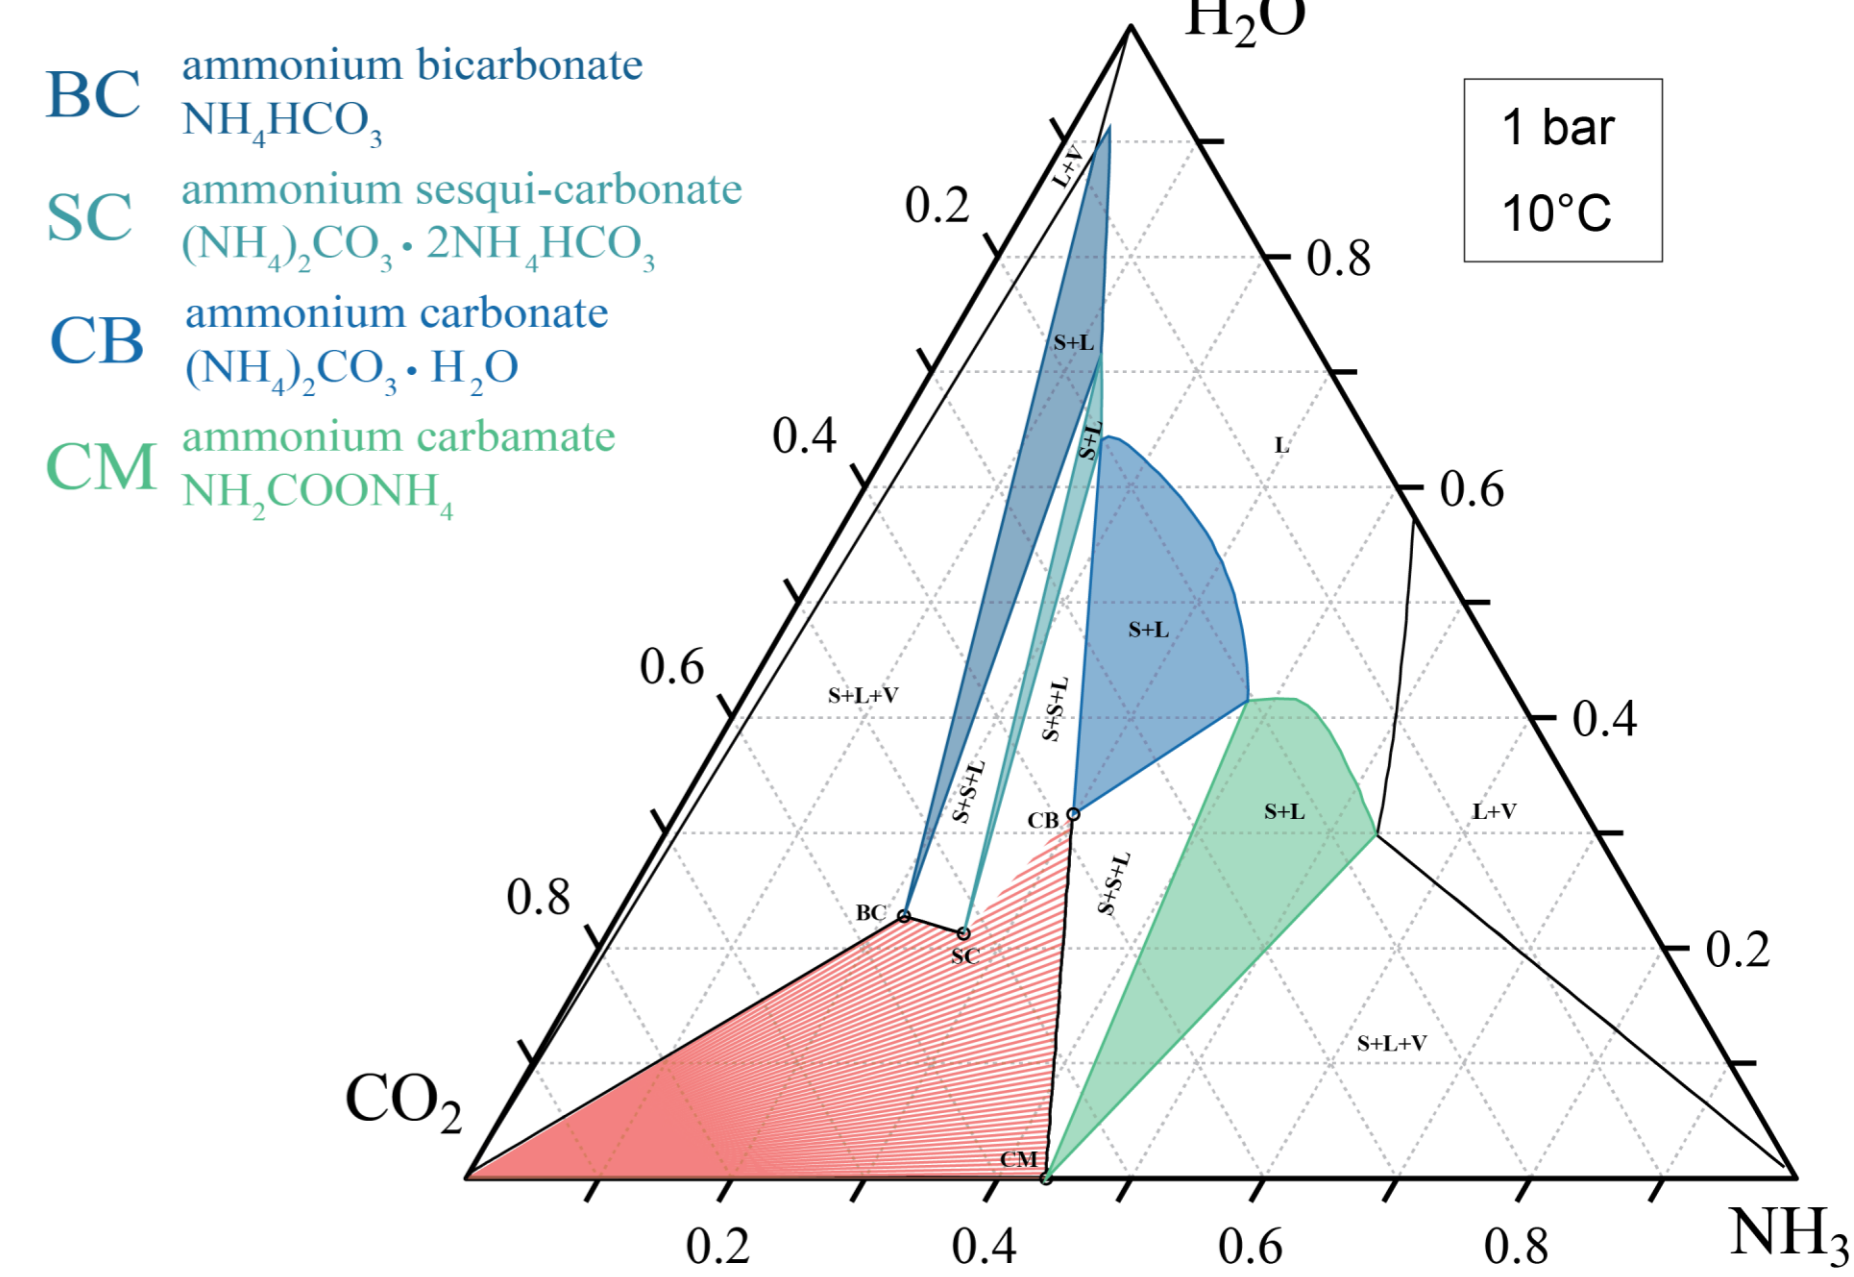 H₂O
BC ammonium bicarbonate
NH₄HCO₃
SC ammonium sesqui-carbonate
(NH₄)₂CO₃ · 2NH₄HCO₃
CB ammonium carbonate
(NH₄)₂CO₃ · H₂O
CM ammonium carbamate
NH₂COONH₄
1 bar
10°C
L+V
0.2
0.8
S+L
0.4
S+L
L
0.6
S+L
0.6
S+L+V
S+S+L
0.4
S+S+L
CB
S+L
L+V
S+S+L
0.8
BC
SC
0.2
S+L+V
CO₂
CM
NH₃
0.2
0.4
0.6
0.8